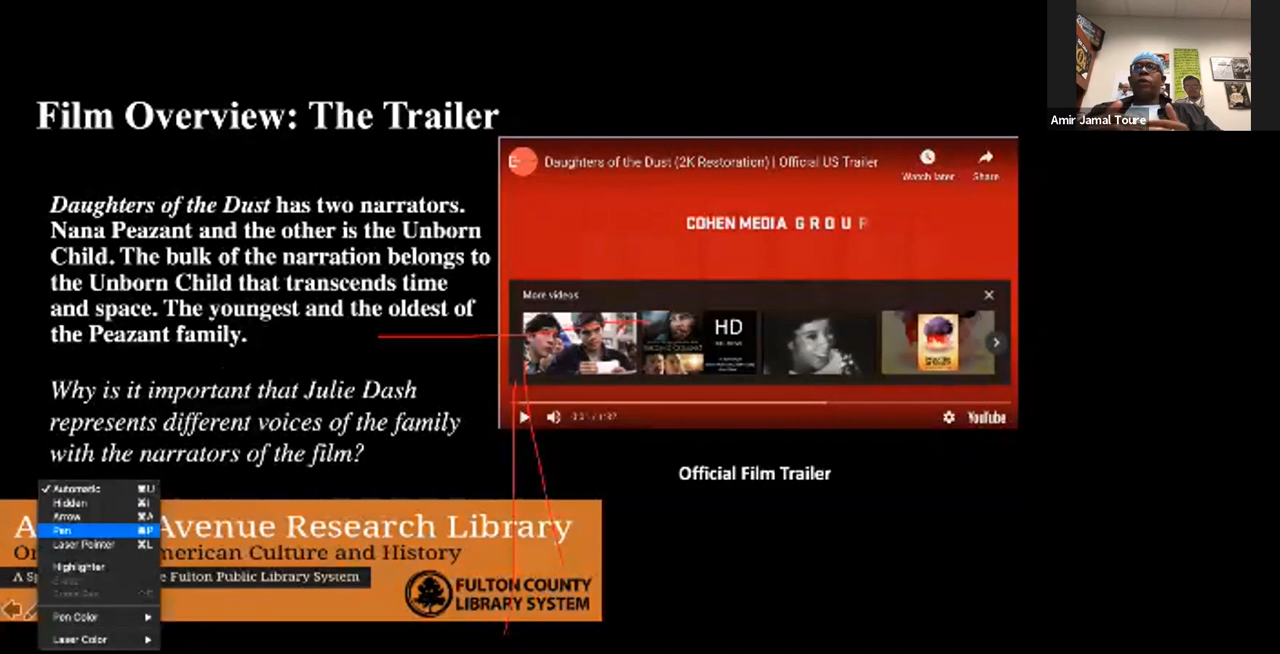 Film Overview: The Trailer
Daughters of the Dust has two narrators.
Nana Peazant and the other is the Unborn
Child. The bulk of the narration belongs to
the Unborn Child that transcends time
and space. The youngest and the oldest of
the Peazant family.
Why is it important that Julie Dash
represents different voices of the family
with the narrators of the film?
Daughters of the Dust (2K Restoration) | Official US Trailer
Watch later
Share
COHEN MEDIA GROUP
More videos
HD
YouTube
Official Film Trailer
Amir Jamal Toure
Automatic ⌘U
Hidden ⌘I
Arrow ⌘A
Pen ⌘P
Laser Pointer ⌘L
Highlighter
Pen Color
Laser Color
A Avenue Research Library
On merican Culture and History
A Sp e Fulton Public Library System
FULTON COUNTY
LIBRARY SYSTEM